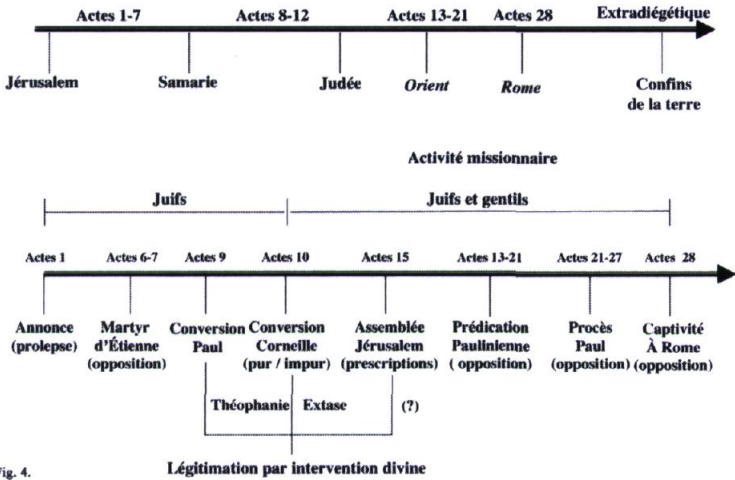 Actes 1-7 Actes 8-12 Actes 13-21 Actes 28 Extradiégétique
Jérusalem Samarie Judée Orient Rome Confins
de la terre
Activité missionnaire
Juifs Juifs et gentils
Actes 1 Actes 6-7 Actes 9 Actes 10 Actes 15 Actes 13-21 Actes 21-27 Actes 28
Annonce Martyr Conversion Conversion Assemblée Prédication Procès Captivité
(prolepse) d'Étienne Paul Corneille Jérusalem Paulinienne Paul À Rome
(opposition) (pur / impur) (prescriptions) ( opposition) (opposition) (opposition)
Théophanie Extase (?)
Fig. 4. Légitimation par intervention divine